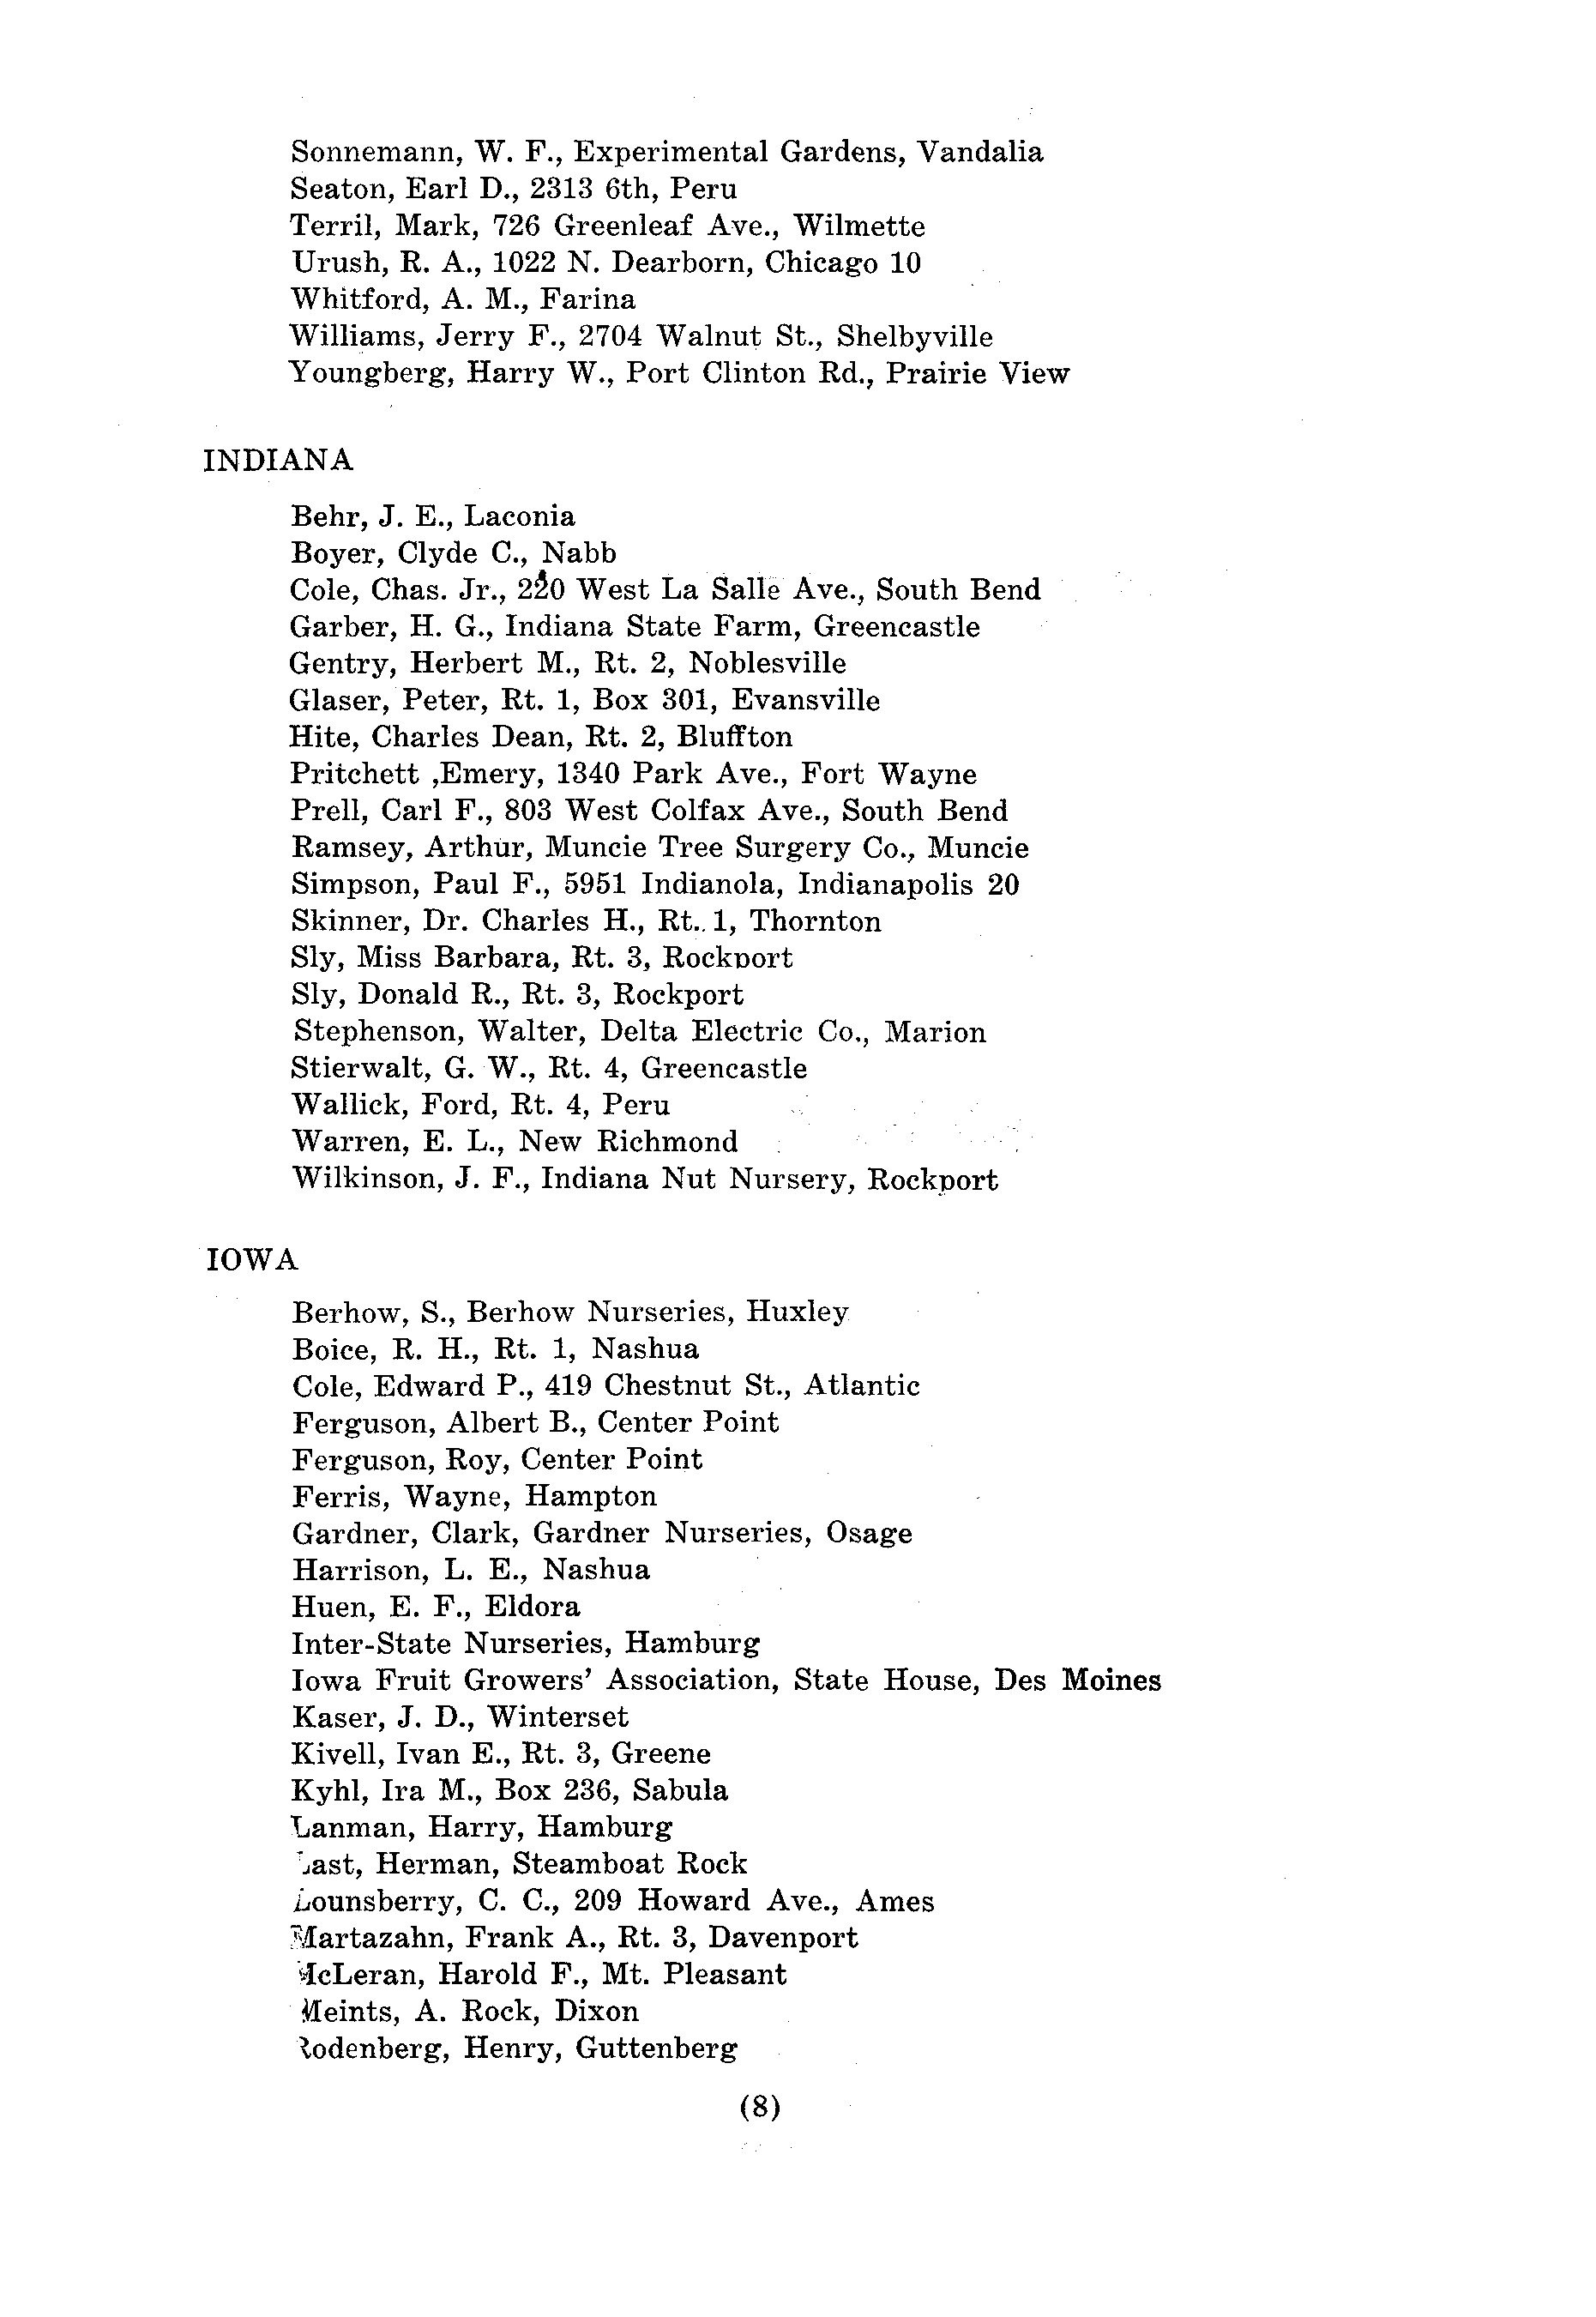 Sonnemann, W. F., Experimental Gardens, Vandalia
Seaton, Earl D., 2313 6th, Peru
Terril, Mark, 726 Greenleaf Ave., Wilmette
Urush, R. A., 1022 N. Dearborn, Chicago 10
Whitford, A. M., Farina
Williams, Jerry F., 2704 Walnut St., Shelbyville
Youngberg, Harry W., Port Clinton Rd., Prairie View
INDIANA
Behr, J. E., Laconia
Boyer, Clyde C., Nabb
Cole, Chas. Jr., 220 West La Salle Ave., South Bend
Garber, H. G., Indiana State Farm, Greencastle
Gentry, Herbert M., Rt. 2, Noblesville
Glaser, Peter, Rt. 1, Box 301, Evansville
Hite, Charles Dean, Rt. 2, Bluffton
Pritchett ,Emery, 1340 Park Ave., Fort Wayne
Prell, Carl F., 803 West Colfax Ave., South Bend
Ramsey, Arthur, Muncie Tree Surgery Co., Muncie
Simpson, Paul F., 5951 Indianola, Indianapolis 20
Skinner, Dr. Charles H., Rt. 1, Thornton
Sly, Miss Barbara, Rt. 3, Rockport
Sly, Donald R., Rt. 3, Rockport
Stephenson, Walter, Delta Electric Co., Marion
Stierwalt, G. W., Rt. 4, Greencastle
Wallick, Ford, Rt. 4, Peru
Warren, E. L., New Richmond
Wilkinson, J. F., Indiana Nut Nursery, Rockport
IOWA
Berhow, S., Berhow Nurseries, Huxley
Boice, R. H., Rt. 1, Nashua
Cole, Edward P., 419 Chestnut St., Atlantic
Ferguson, Albert B., Center Point
Ferguson, Roy, Center Point
Ferris, Wayne, Hampton
Gardner, Clark, Gardner Nurseries, Osage
Harrison, L. E., Nashua
Huen, E. F., Eldora
Inter-State Nurseries, Hamburg
Iowa Fruit Growers' Association, State House, Des Moines
Kaser, J. D., Winterset
Kivell, Ivan E., Rt. 3, Greene
Kyhl, Ira M., Box 236, Sabula
Lanman, Harry, Hamburg
Last, Herman, Steamboat Rock
Lounsberry, C. C., 209 Howard Ave., Ames
Martazahn, Frank A., Rt. 3, Davenport
McLeran, Harold F., Mt. Pleasant
Meints, A. Rock, Dixon
Rodenberg, Henry, Guttenberg
(8)